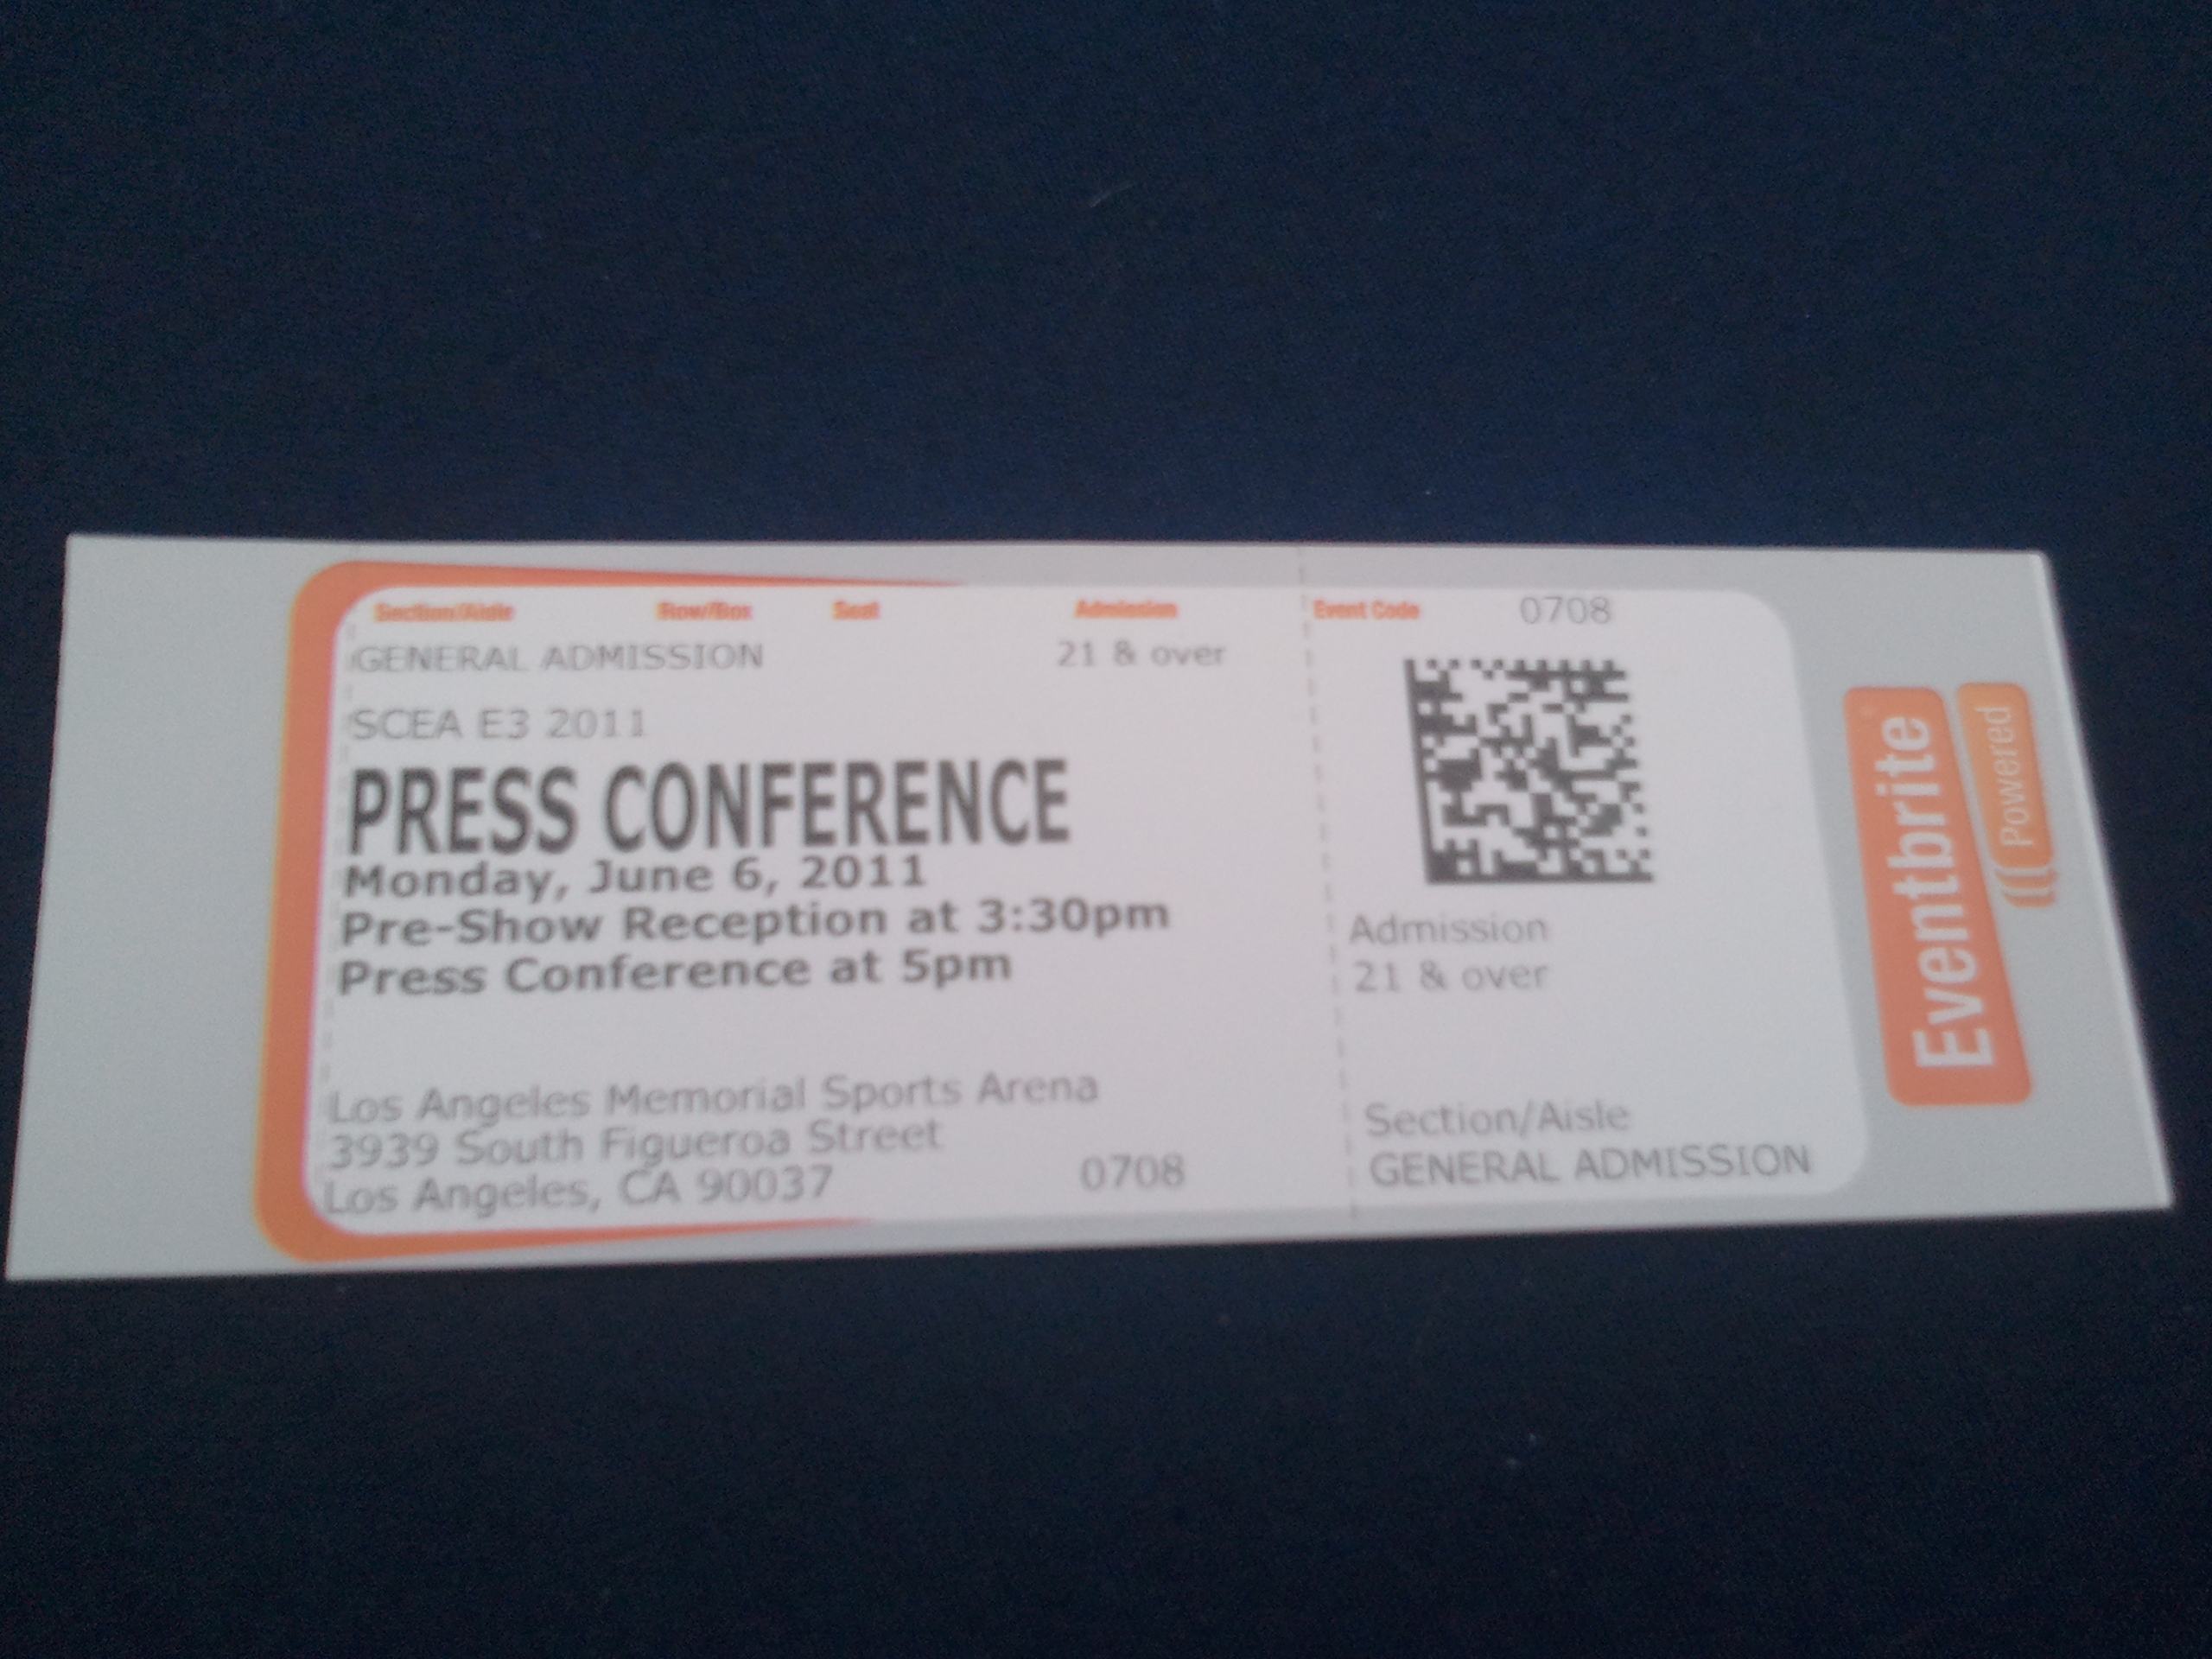 Section/Aisle Row/Box Seat Admission
GENERAL ADMISSION 21 & over
SCEA E3 2011
PRESS CONFERENCE
Monday, June 6, 2011
Pre-Show Reception at 3:30pm
Press Conference at 5pm
Los Angeles Memorial Sports Arena
3939 South Figueroa Street
Los Angeles, CA 90037 0708
Event Code 0708
Admission
21 & over
Section/Aisle
GENERAL ADMISSION
Eventbrite
Powered